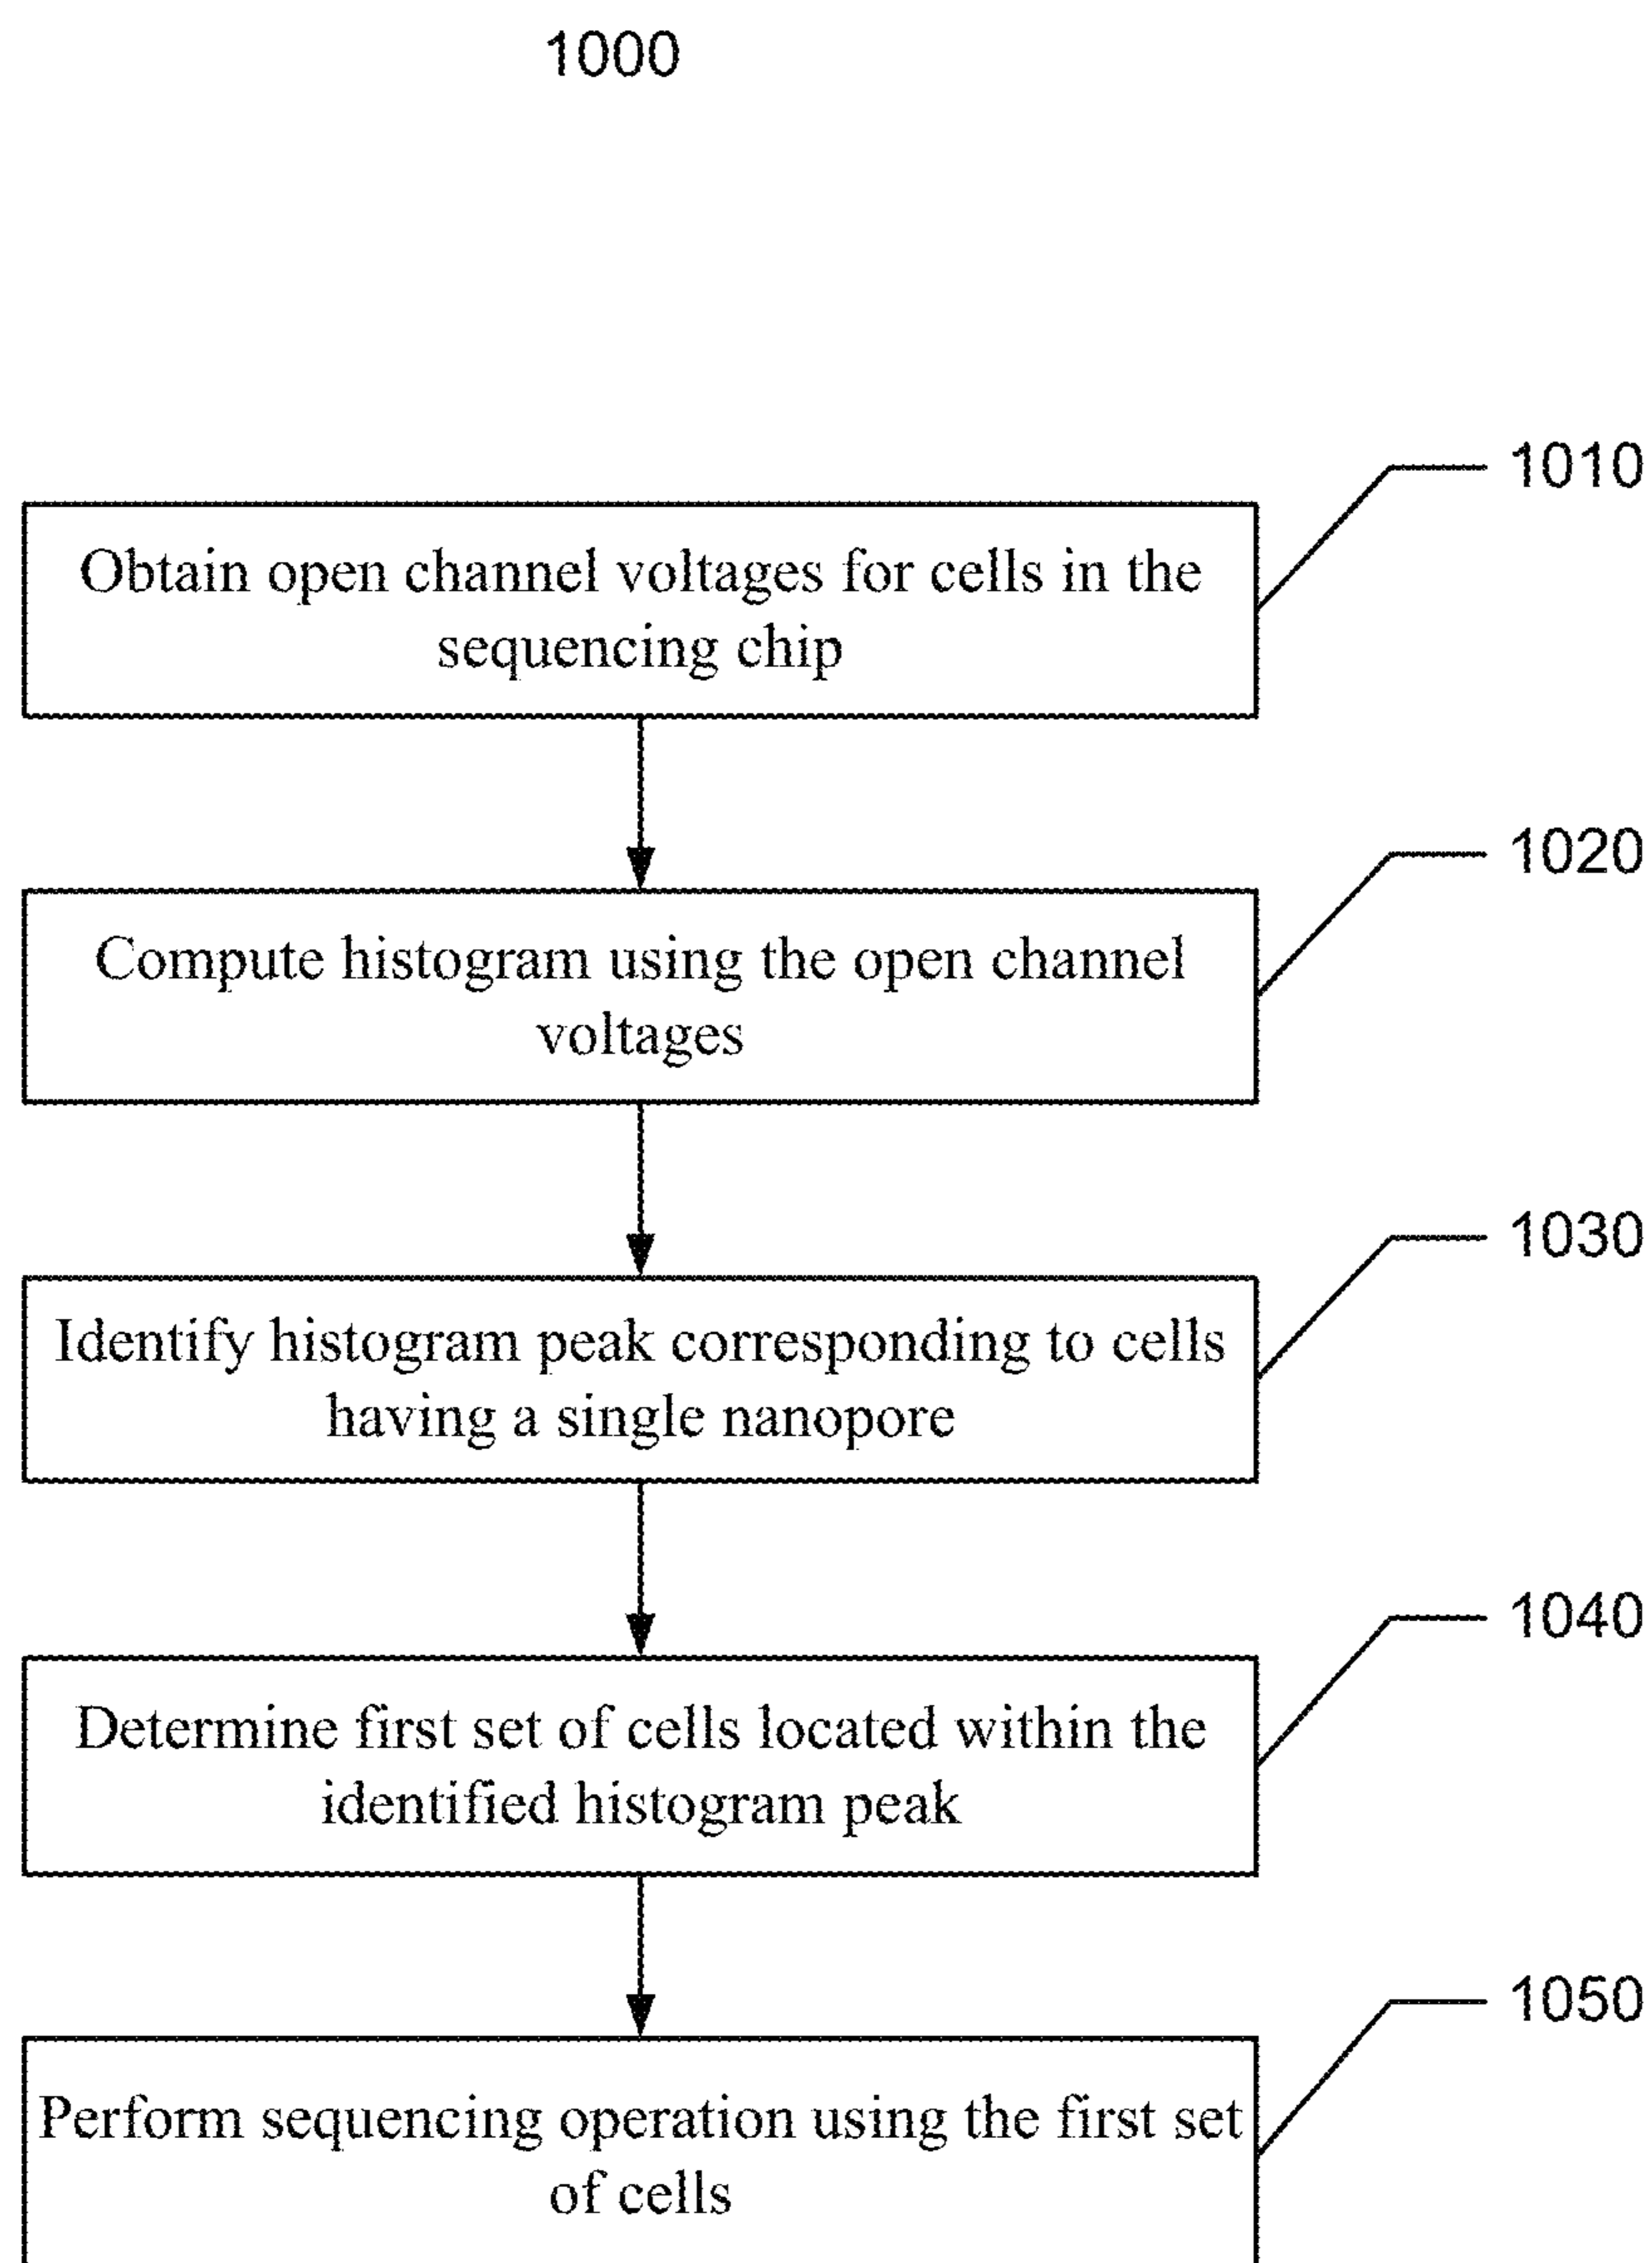 1000
1010
Obtain open channel voltages for cells in the
sequencing chip
1020
Compute histogram using the open channel
voltages
1030
Identify histogram peak corresponding to cells
having a single nanopore
1040
Determine first set of cells located within the
identified histogram peak
1050
Perform sequencing operation using the first set
of cells